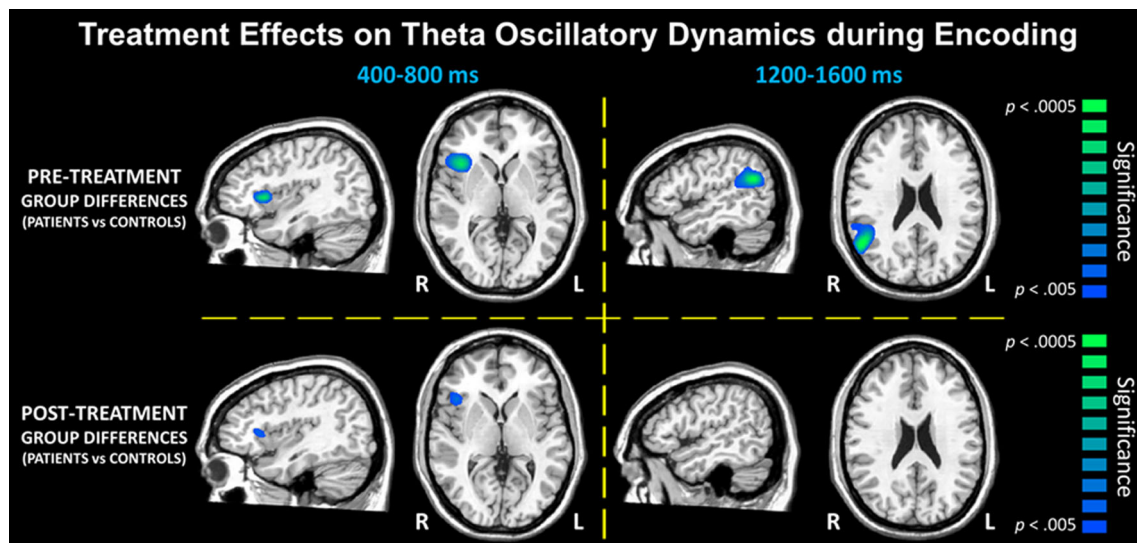 Treatment Effects on Theta Oscillatory Dynamics during Encoding
400-800 ms
1200-1600 ms
PRE-TREATMENT
GROUP DIFFERENCES
(PATIENTS vs CONTROLS)
R
L
R
L
p < .0005
Significance
p < .005
POST-TREATMENT
GROUP DIFFERENCES
(PATIENTS vs CONTROLS)
R
L
R
L
p < .0005
Significance
p < .005